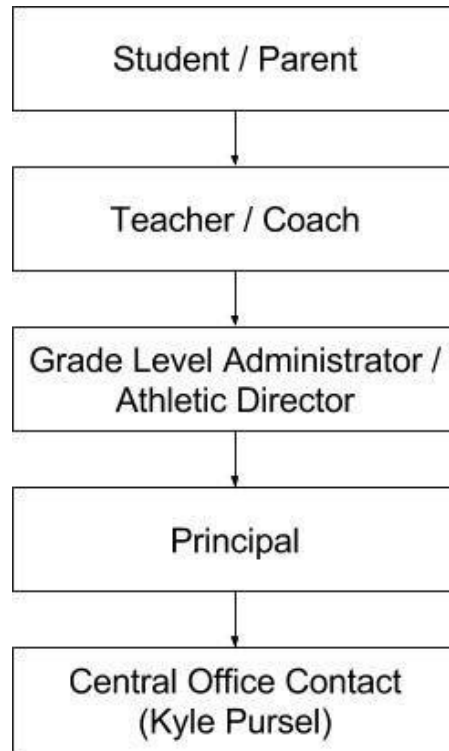 Student / Parent
Teacher / Coach
Grade Level Administrator /
Athletic Director
Principal
Central Office Contact
(Kyle Pursel)